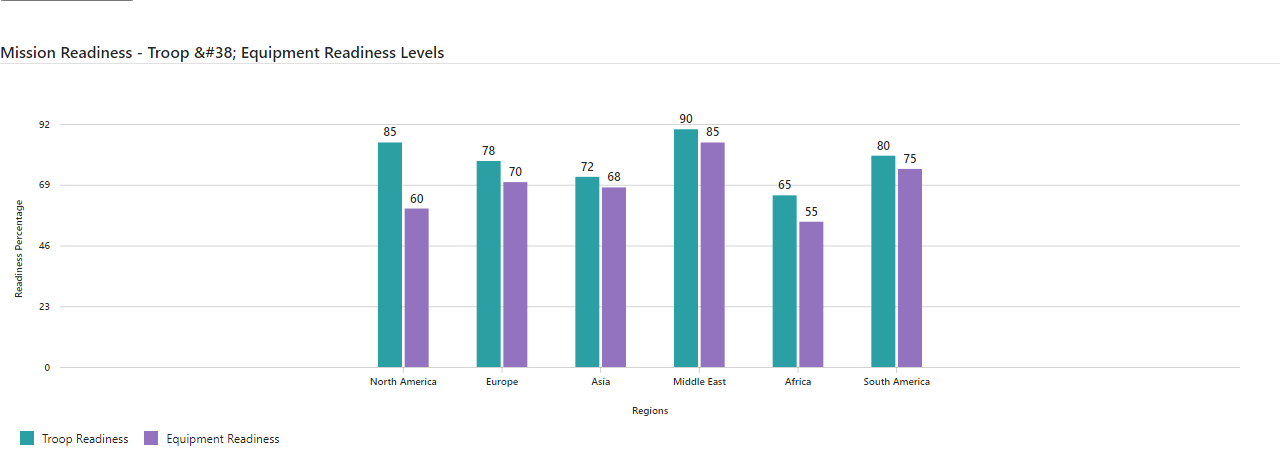 Mission Readiness - Troop &#38; Equipment Readiness Levels
92
69
46
23
0
Readiness Percentage
85
60
78
70
72
68
90
85
65
55
80
75
North America
Europe
Asia
Middle East
Africa
South America
Regions
Troop Readiness
Equipment Readiness